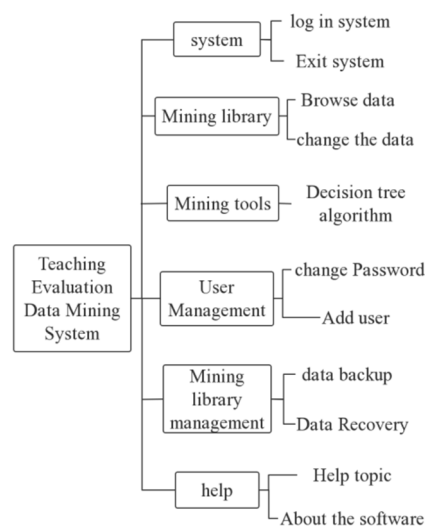 Teaching
Evaluation
Data Mining
System
system
log in system
Exit system
Mining library
Browse data
change the data
Mining tools
Decision tree
algorithm
User
Management
change Password
Add user
Mining
library
management
data backup
Data Recovery
help
Help topic
About the software